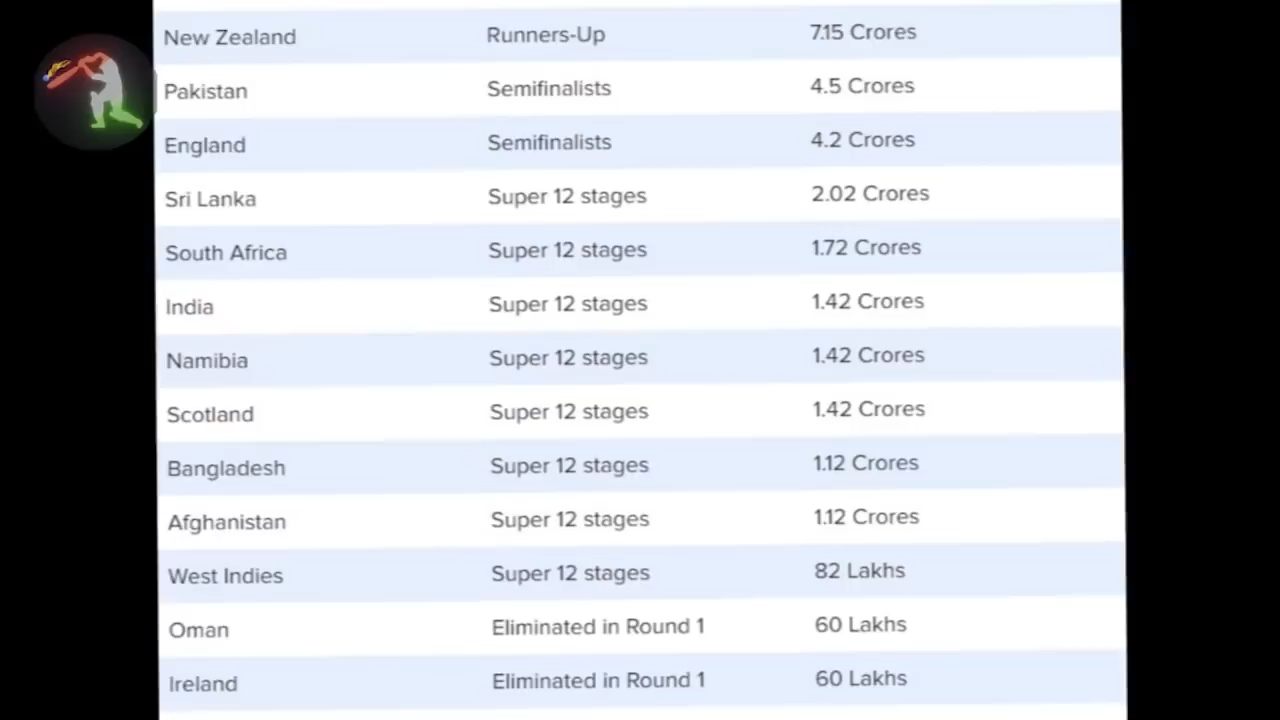 New Zealand Runners-Up 7.15 Crores
Pakistan Semifinalists 4.5 Crores
England Semifinalists 4.2 Crores
Sri Lanka Super 12 stages 2.02 Crores
South Africa Super 12 stages 1.72 Crores
India Super 12 stages 1.42 Crores
Namibia Super 12 stages 1.42 Crores
Scotland Super 12 stages 1.42 Crores
Bangladesh Super 12 stages 1.12 Crores
Afghanistan Super 12 stages 1.12 Crores
West Indies Super 12 stages 82 Lakhs
Oman Eliminated in Round 1 60 Lakhs
Ireland Eliminated in Round 1 60 Lakhs